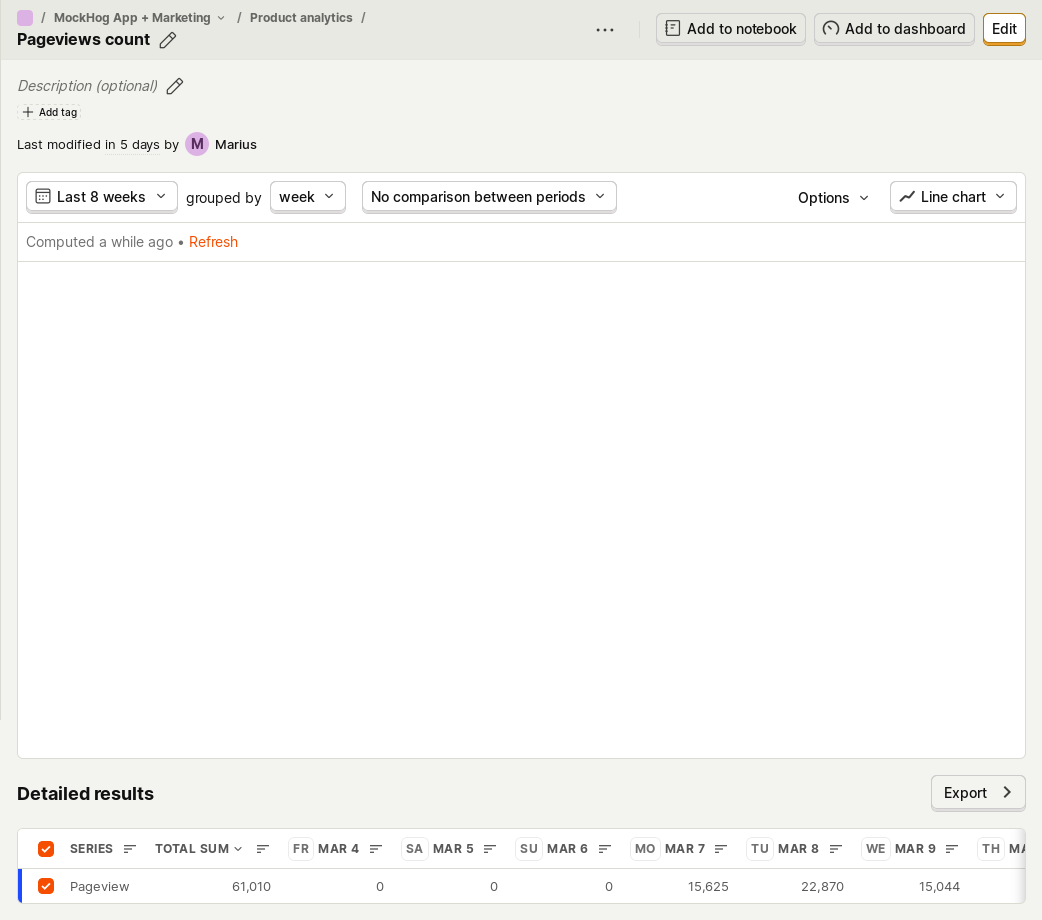 / MockHog App + Marketing / Product analytics /
Pageviews count
Add to notebook
Add to dashboard
Edit
Description (optional)
Add tag
Last modified in 5 days by M Marius
Last 8 weeks grouped by week No comparison between periods Options Line chart
Computed a while ago • Refresh
Detailed results
Export
SERIES TOTAL SUM FR MAR 4 SA MAR 5 SU MAR 6 MO MAR 7 TU MAR 8 WE MAR 9 TH
Pageview 61,010 0 0 0 15,625 22,870 15,044